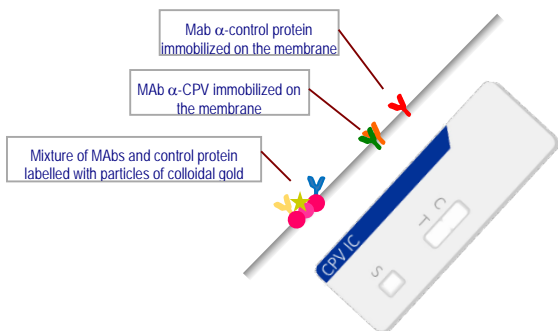 Mab α-control protein
immobilized on the membrane
MAb α-CPV immobilized on
the membrane
Mixture of MAbs and control protein
labelled with particles of colloidal gold
CPV IC
C
T
S